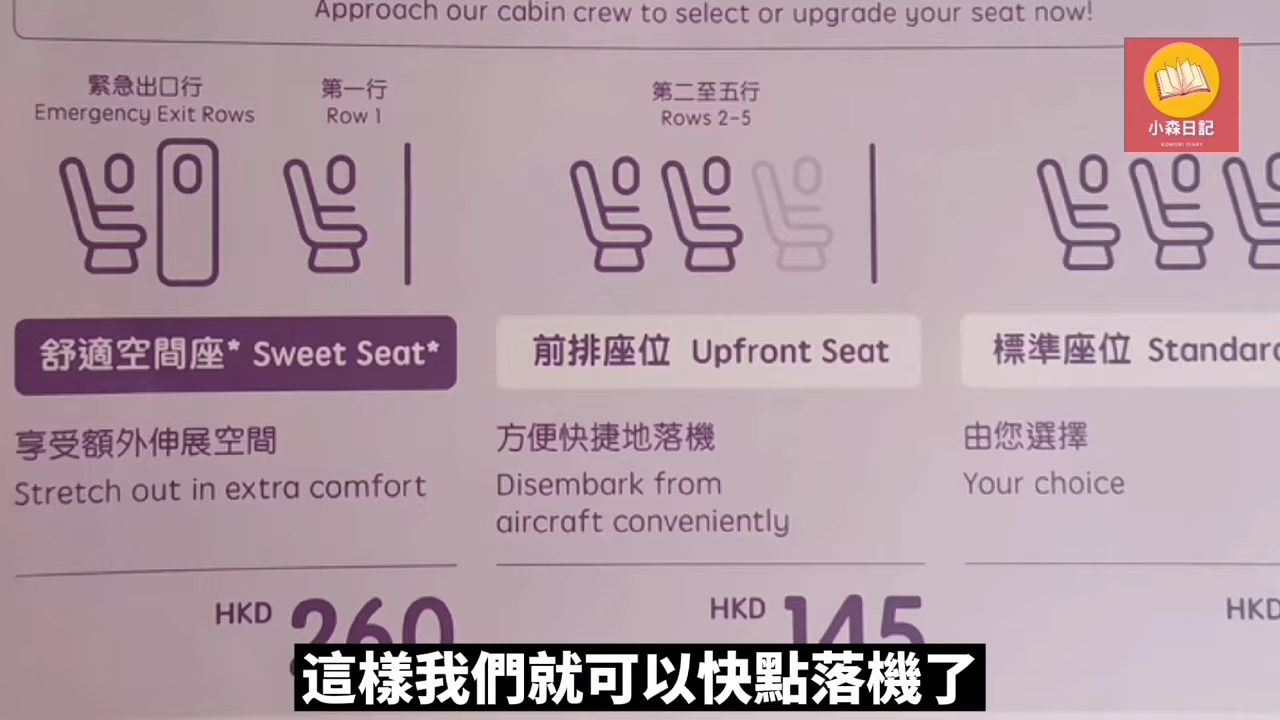 Approach our cabin crew to select or upgrade your seat now!
小森日記
KOMORI DIARY
緊急出口行
Emergency Exit Rows
第一行
Row 1
第二至五行
Rows 2-5
舒適空間座* Sweet Seat*
前排座位 Upfront Seat
標準座位 Standard
享受額外伸展空間
Stretch out in extra comfort
方便快捷地落機
Disembark from
aircraft conveniently
由您選擇
Your choice
HKD 260
HKD 145
HKD
這樣我們就可以快點落機了